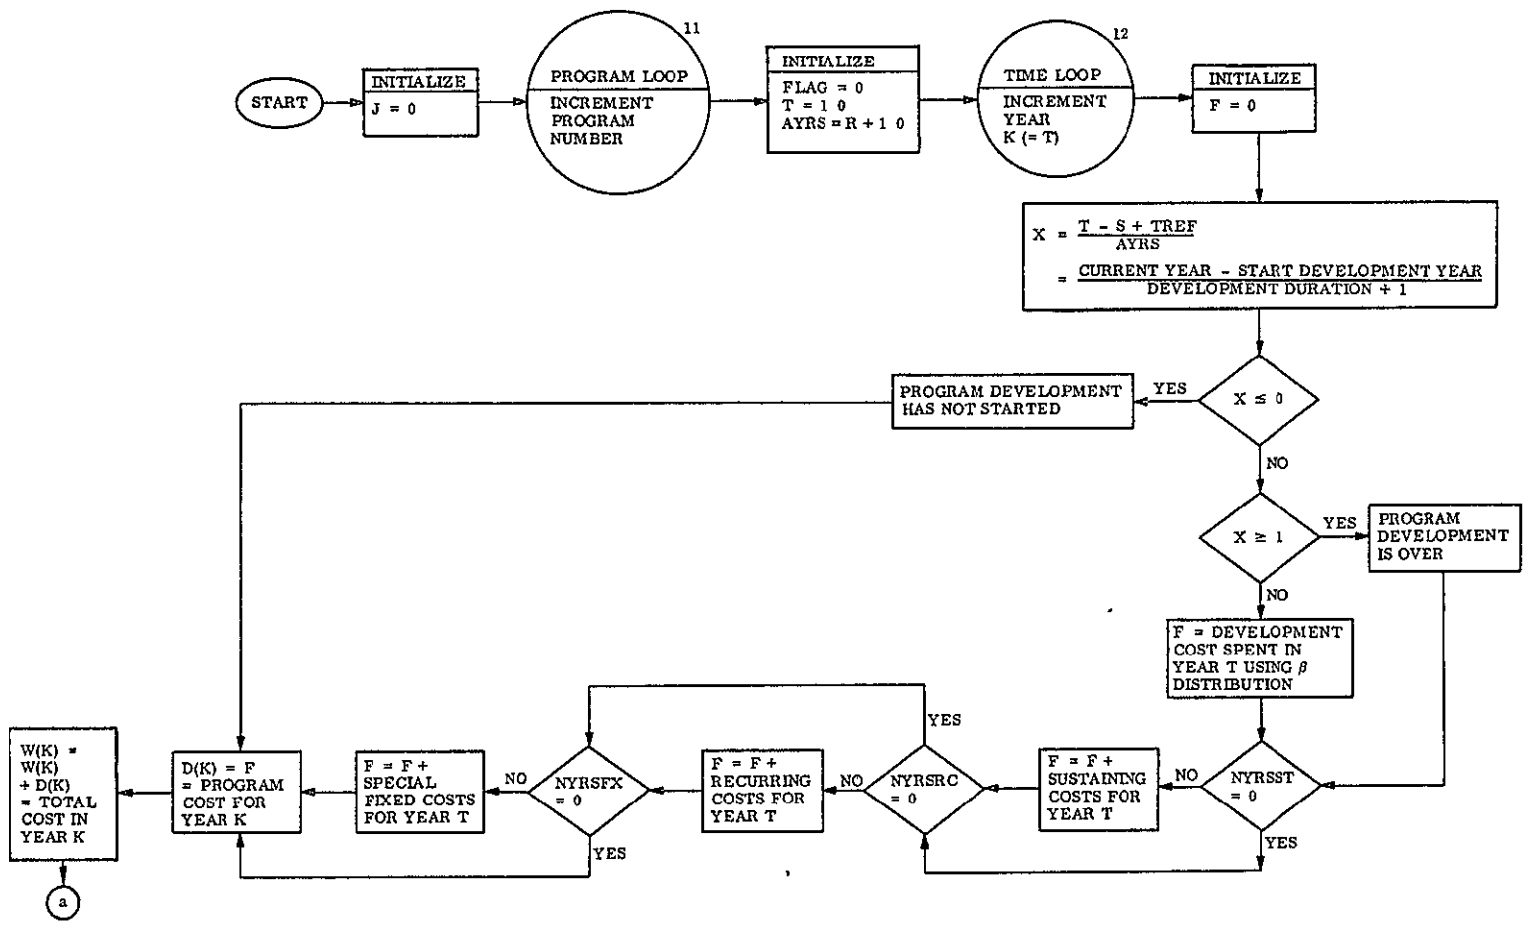 START
INITIALIZE
J = 0
11
PROGRAM LOOP
INCREMENT
PROGRAM
NUMBER
INITIALIZE
FLAG = 0
T = 1 0
AYRS = R + 1 0
12
TIME LOOP
INCREMENT
YEAR
K (= T)
INITIALIZE
F = 0
X = T - S + TREF
AYRS
= CURRENT YEAR - START DEVELOPMENT YEAR
DEVELOPMENT DURATION + 1
X ≤ 0
YES
PROGRAM DEVELOPMENT
HAS NOT STARTED
NO
X ≥ 1
YES
PROGRAM
DEVELOPMENT
IS OVER
NO
F = DEVELOPMENT
COST SPENT IN
YEAR T USING β
DISTRIBUTION
NYRSST
= 0
NO
YES
F = F +
SUSTAINING
COSTS FOR
YEAR T
NYRSRC
= 0
YES
NO
F = F +
RECURRING
COSTS FOR
YEAR T
NYRSFX
= 0
NO
YES
F = F +
SPECIAL
FIXED COSTS
FOR YEAR T
D(K) = F
= PROGRAM
COST FOR
YEAR K
W(K) =
W(K)
+ D(K)
= TOTAL
COST IN
YEAR K
a